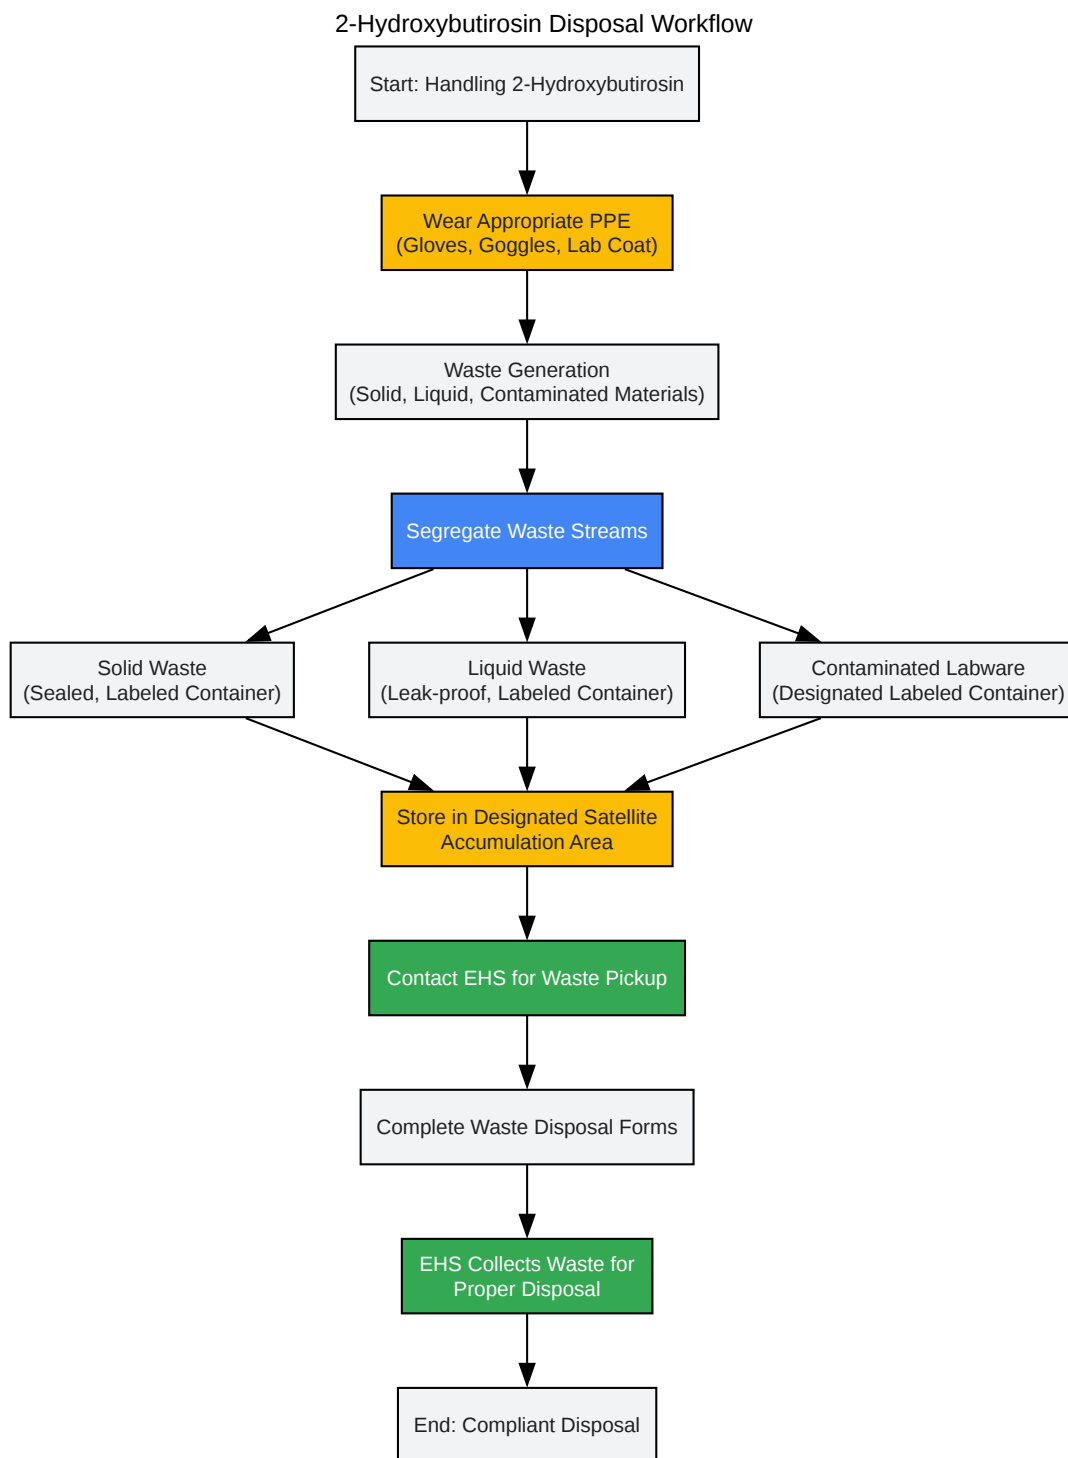 2-Hydroxybutirosin Disposal Workflow
Start: Handling 2-Hydroxybutirosin
Wear Appropriate PPE
(Gloves, Goggles, Lab Coat)
Waste Generation
(Solid, Liquid, Contaminated Materials)
Segregate Waste Streams
Solid Waste
(Sealed, Labeled Container)
Liquid Waste
(Leak-proof, Labeled Container)
Contaminated Labware
(Designated Labeled Container)
Store in Designated Satellite
Accumulation Area
Contact EHS for Waste Pickup
Complete Waste Disposal Forms
EHS Collects Waste for
Proper Disposal
End: Compliant Disposal